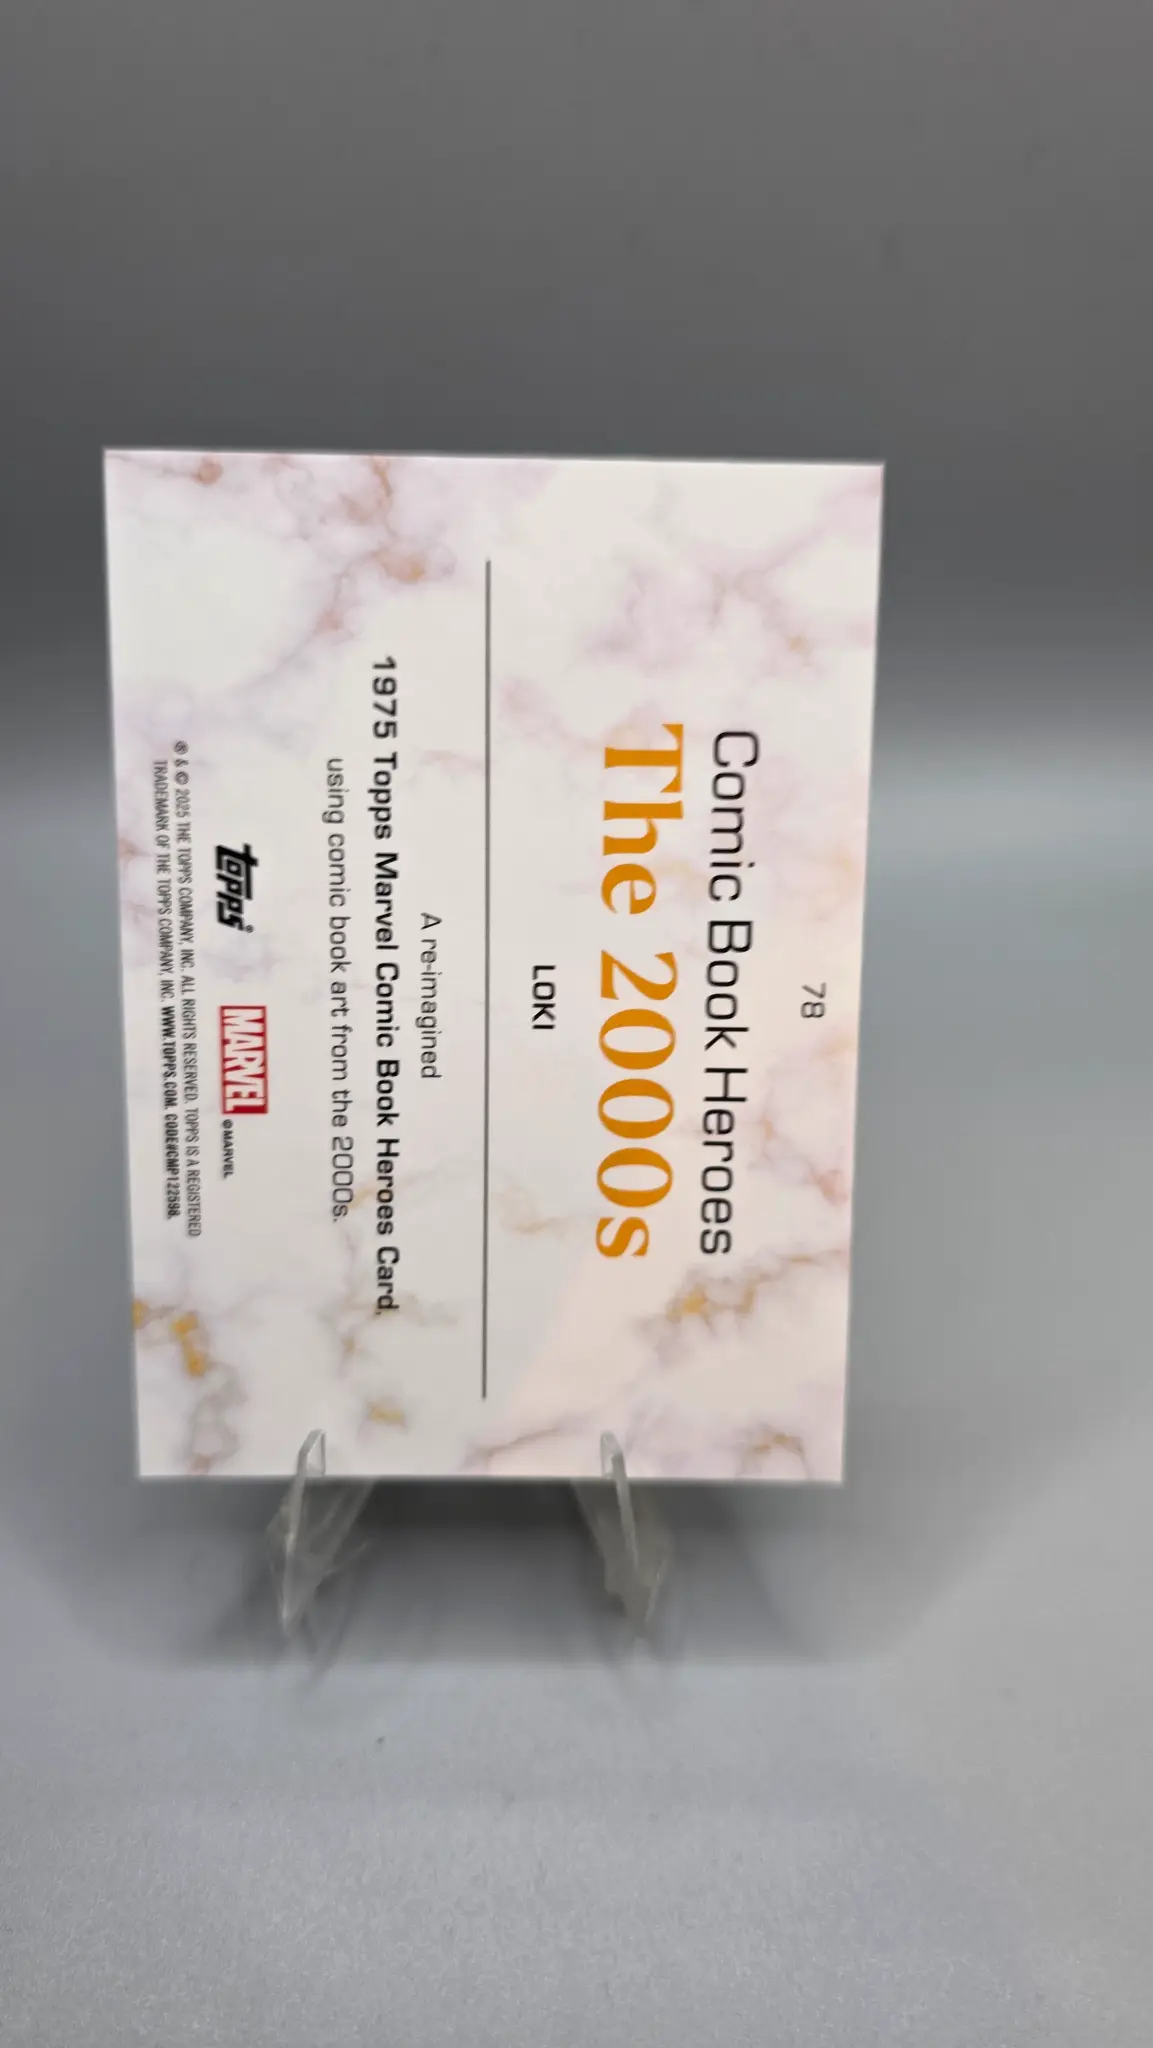 78
Comic Book Heroes
The 2000s
LOKI
A re-imagined
1975 Topps Marvel Comic Book Heroes Card,
using comic book art from the 2000s.
topps® MARVEL © MARVEL
® & © 2025 THE TOPPS COMPANY, INC. ALL RIGHTS RESERVED. TOPPS IS A REGISTERED
TRADEMARK OF THE TOPPS COMPANY, INC. WWW.TOPPS.COM. CODE#CMP122598.